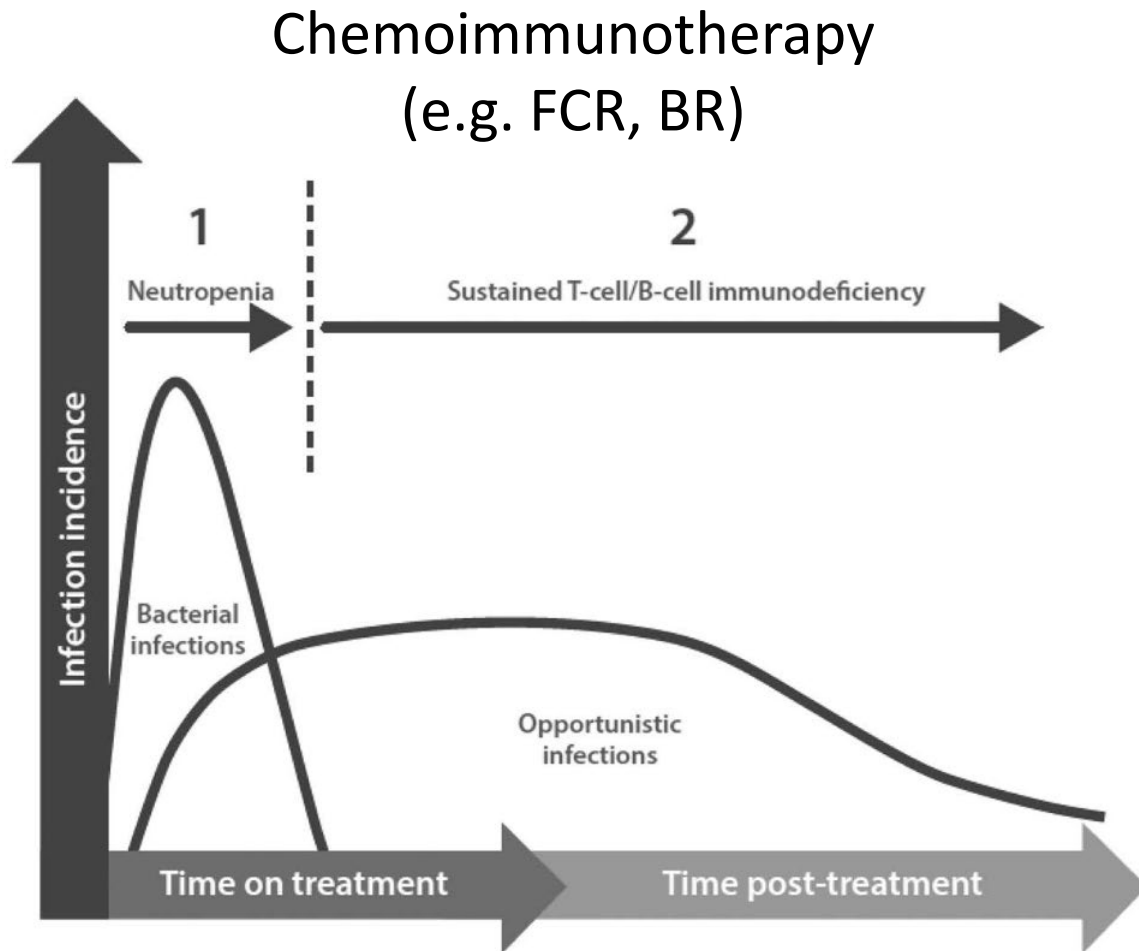 Chemoimmunotherapy
(e.g. FCR, BR)
1
2
Neutropenia
Sustained T-cell/B-cell immunodeficiency
Infection incidence
Bacterial
infections
Opportunistic
infections
Time on treatment
Time post-treatment